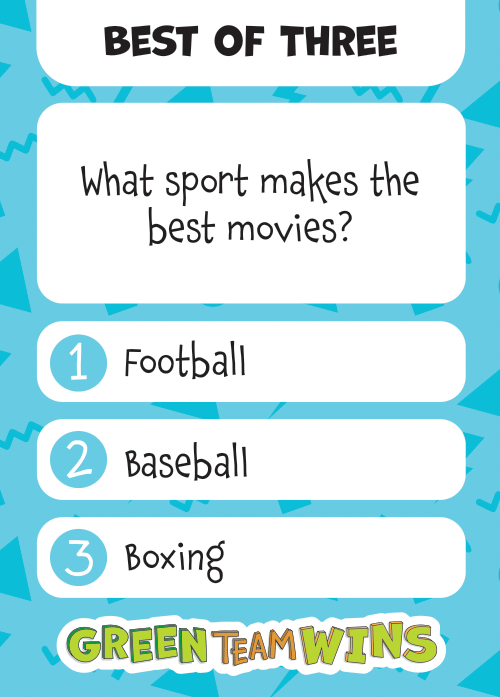 BEST OF THREE
What sport makes the
best movies?
1 Football
2 Baseball
3 Boxing
GREEN TEAM WINS